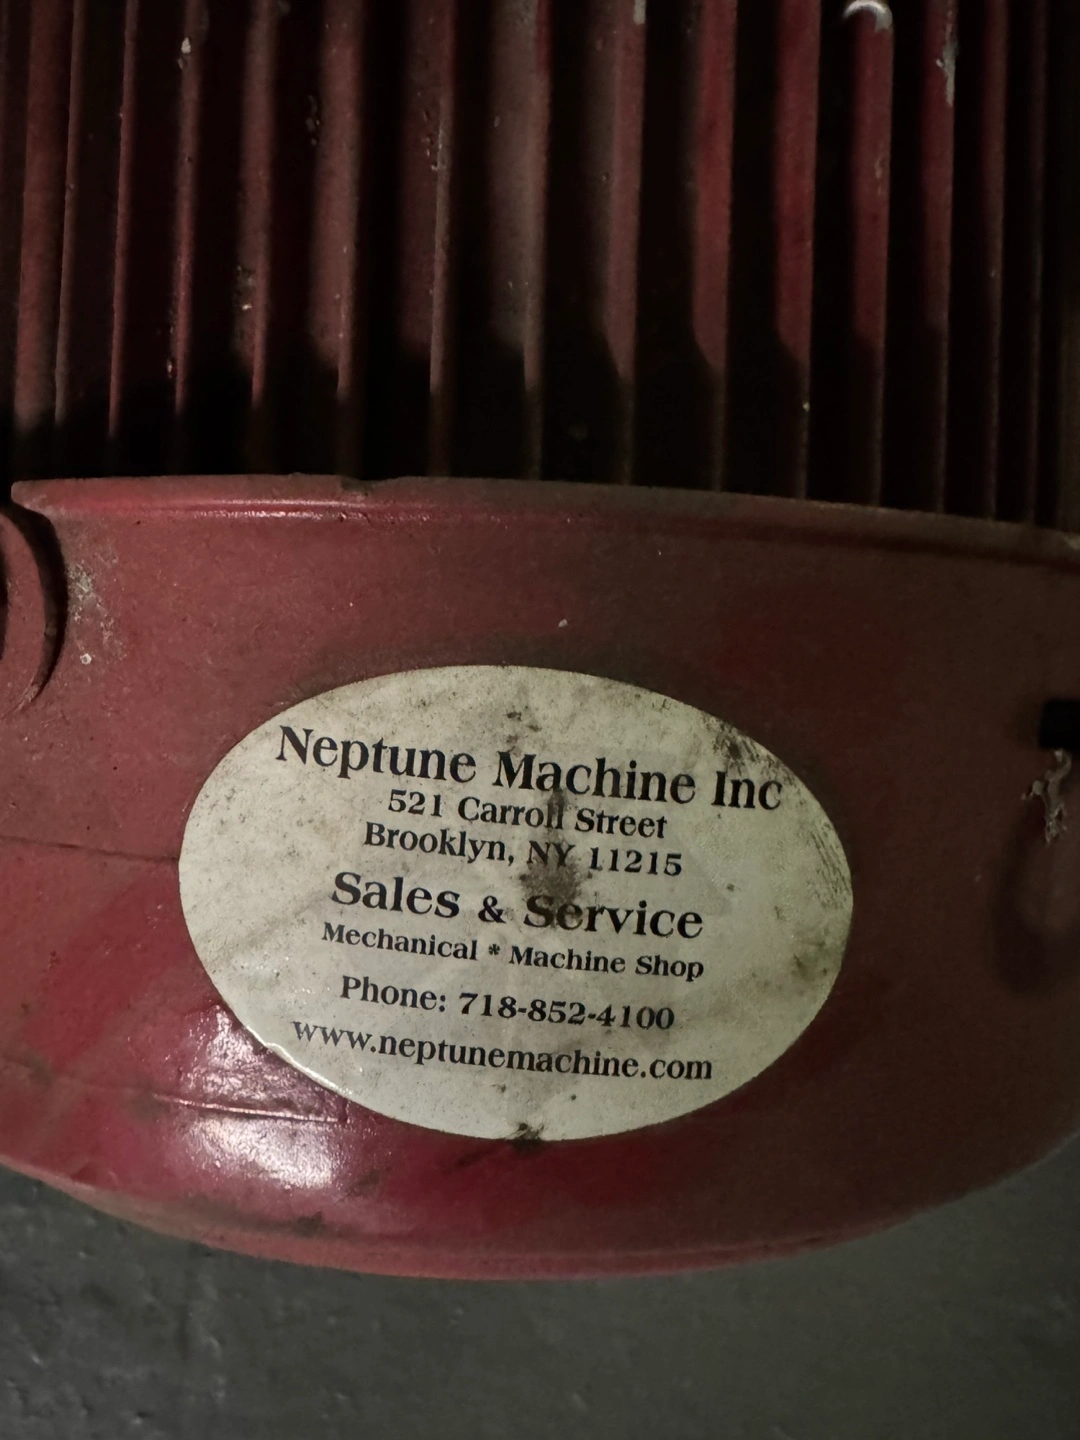 Neptune Machine Inc
521 Carroll Street
Brooklyn, NY 11215
Sales & Service
Mechanical * Machine Shop
Phone: 718-852-4100
www.neptunemachine.com